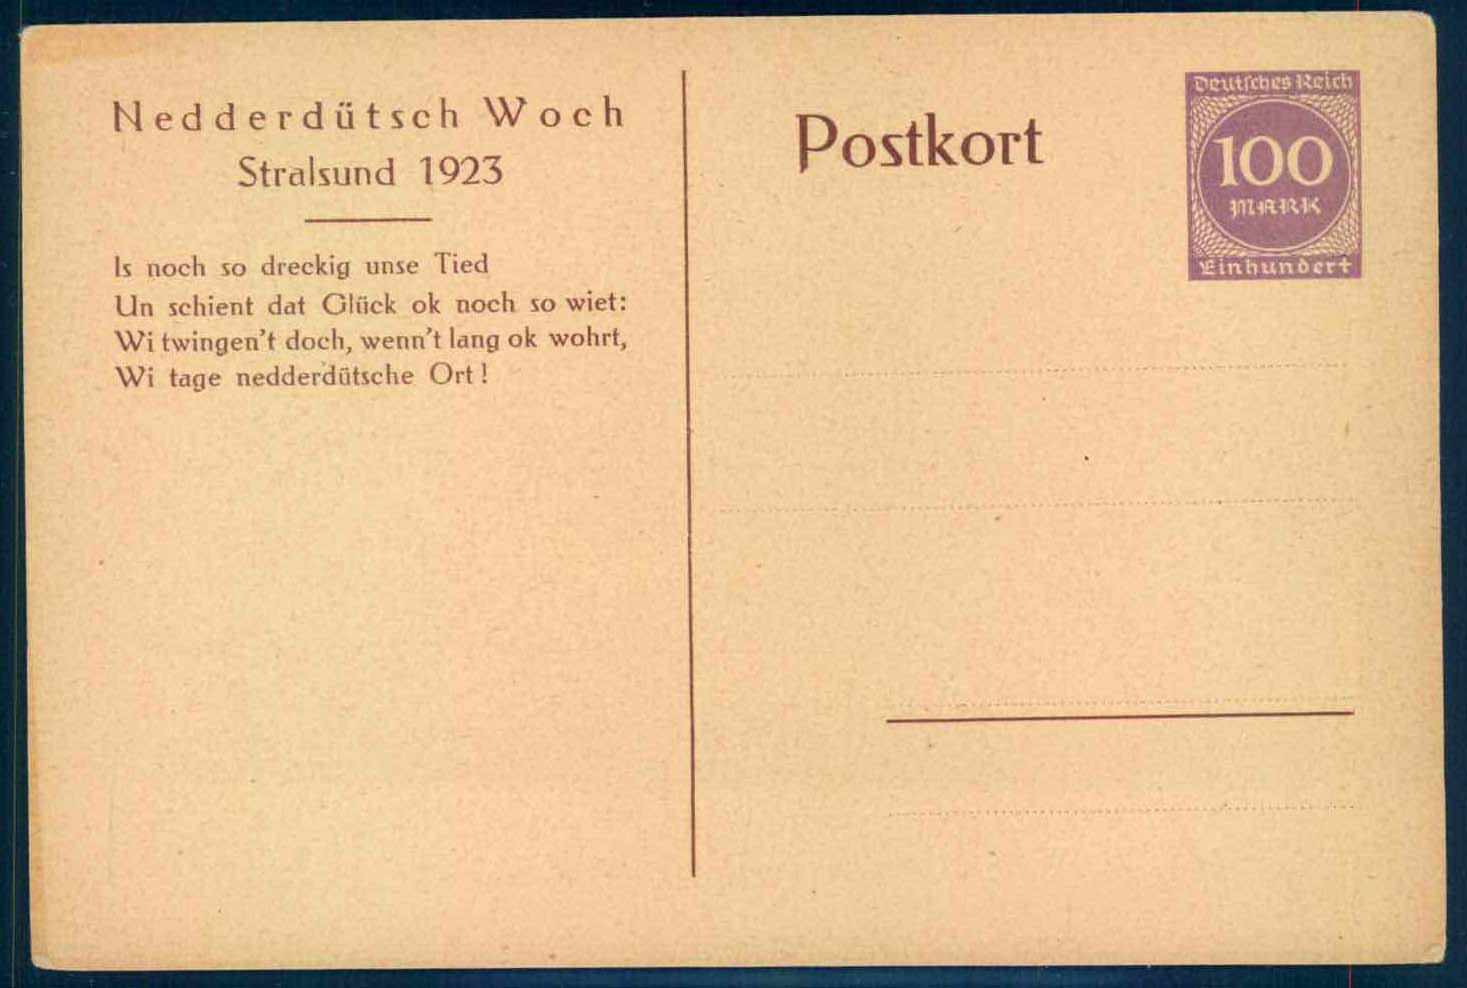 Nedderdütsch Woch
Stralsund 1923
Is noch so dreckig unse Tied
Un schient dat Glück ok noch so wiet:
Wi twingen't doch, wenn't lang ok wohrt,
Wi tage nedderdütsche Ort!
Postkort
Deutsches Reich
100
MARK
Einhundert